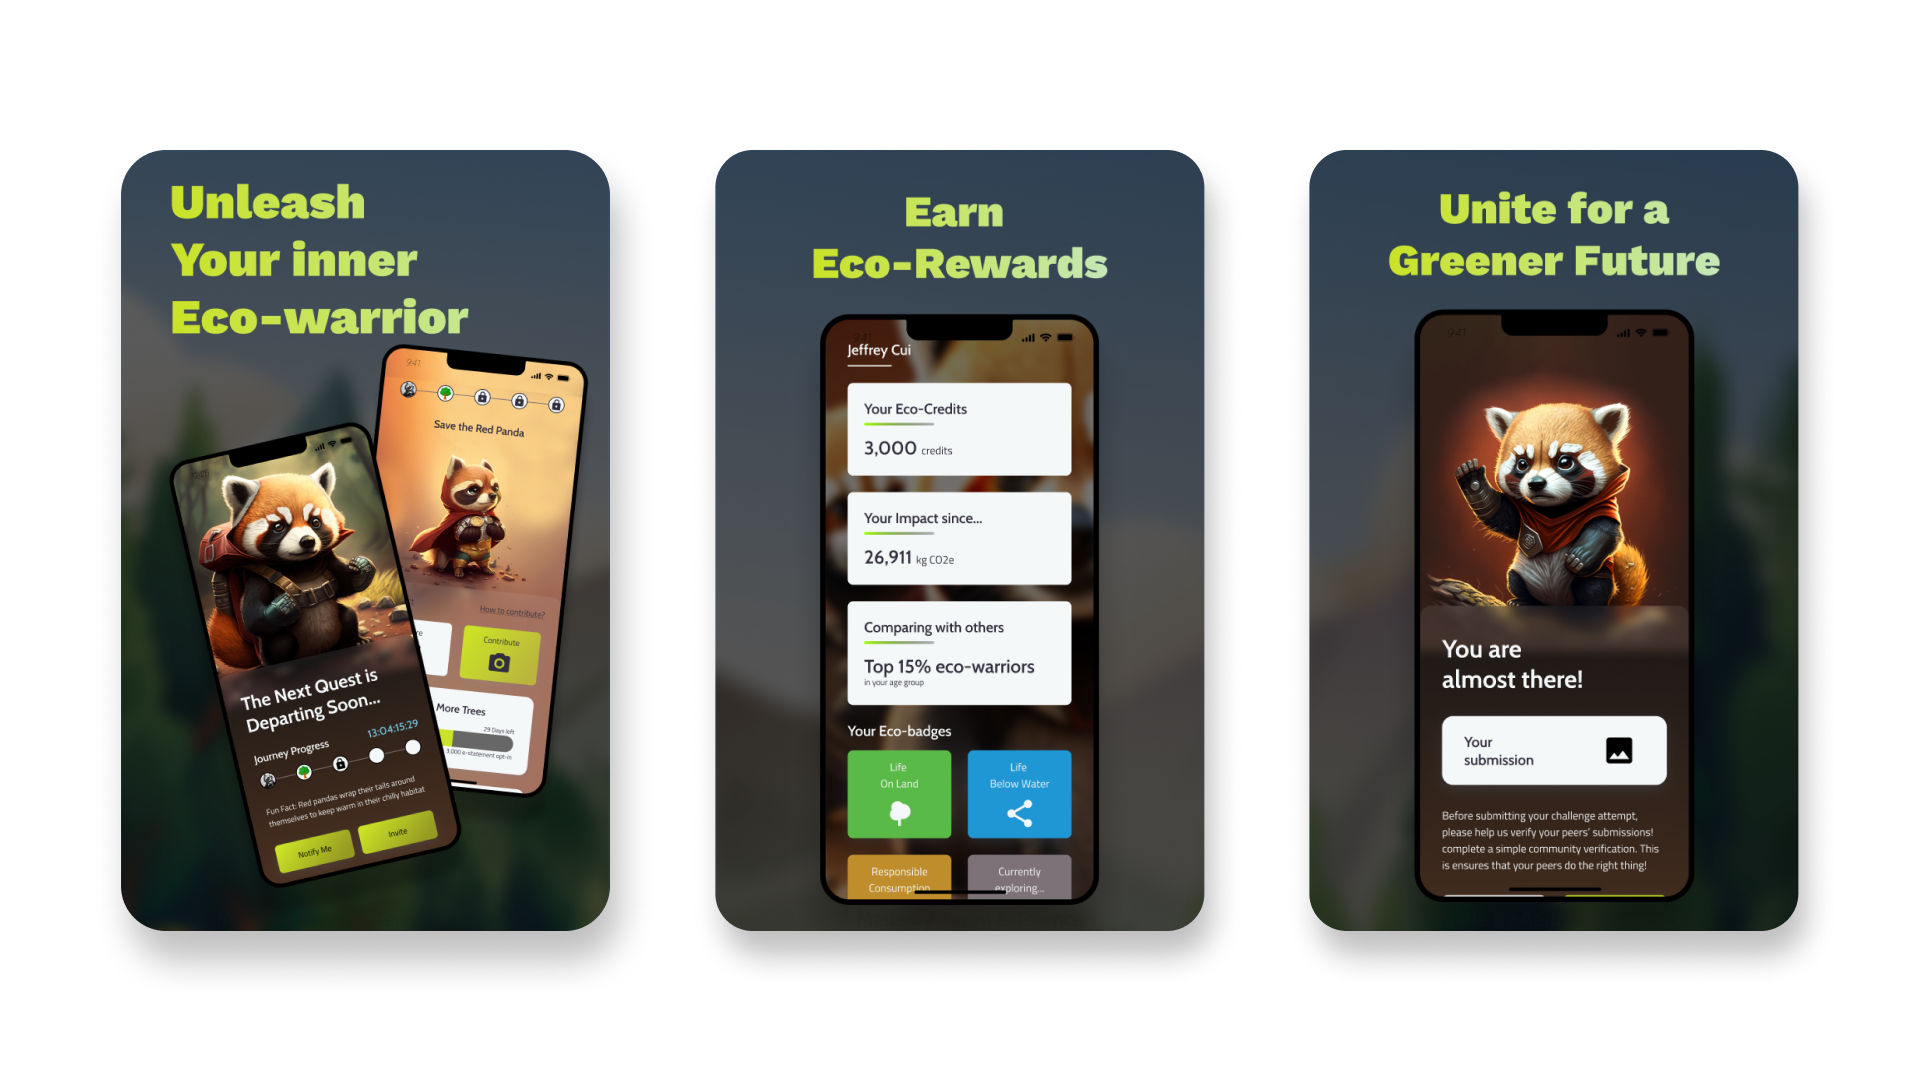 Unleash
Your inner
Eco-warrior
9:41
Save the Red Panda
How to contribute?
Contribute
More Trees
29 Days left
3,000 e-statement opt-in
The Next Quest is
Departing Soon...
13:04:15:29
Journey Progress
Fun Fact: Red pandas wrap their tails around
themselves to keep warm in their chilly habitat
Notify Me
Invite
Earn
Eco-Rewards
Jeffrey Cui
Your Eco-Credits
3,000 credits
Your Impact since...
26,911 kg CO2e
Comparing with others
Top 15% eco-warriors
in your age group
Your Eco-badges
Life
On Land
Life
Below Water
Responsible
Consumption
Currently
exploring...
Unite for a
Greener Future
9:41
You are
almost there!
Your
submission
Before submitting your challenge attempt,
please help us verify your peers' submissions!
complete a simple community verification. This
is ensures that your peers do the right thing!